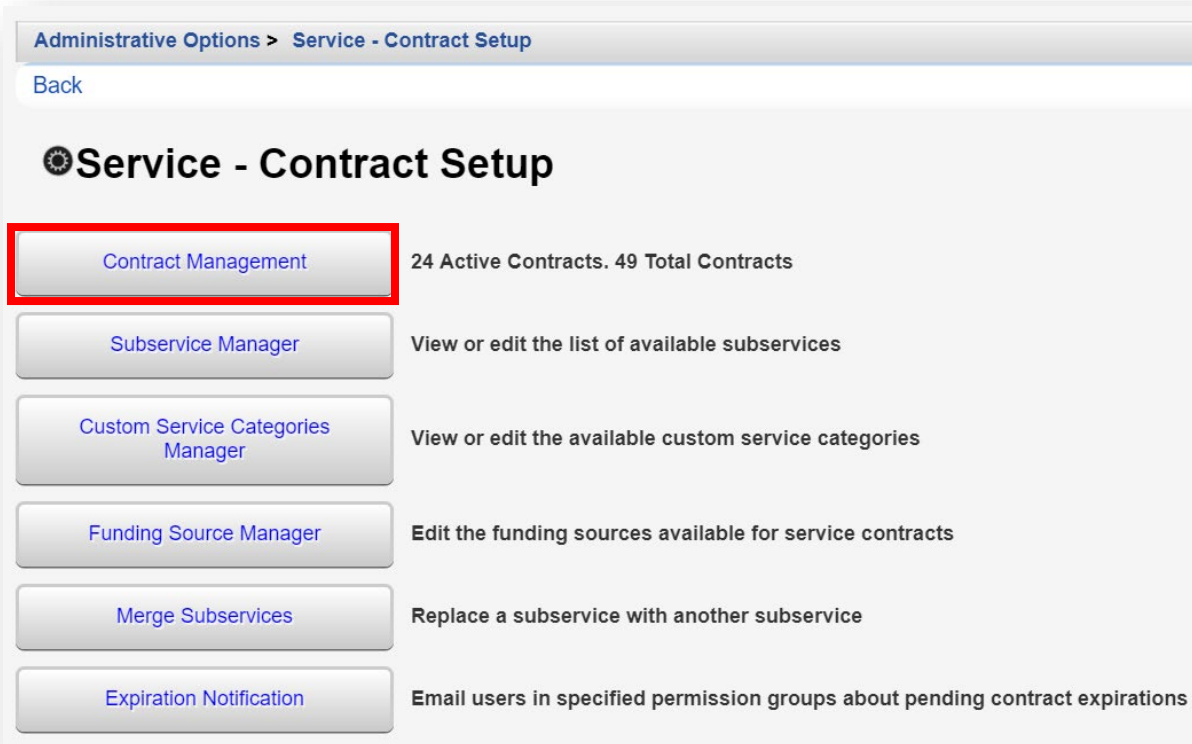 Administrative Options > Service - Contract Setup
Back
Service - Contract Setup
Contract Management
24 Active Contracts. 49 Total Contracts
Subservice Manager
View or edit the list of available subservices
Custom Service Categories
Manager
View or edit the available custom service categories
Funding Source Manager
Edit the funding sources available for service contracts
Merge Subservices
Replace a subservice with another subservice
Expiration Notification
Email users in specified permission groups about pending contract expirations